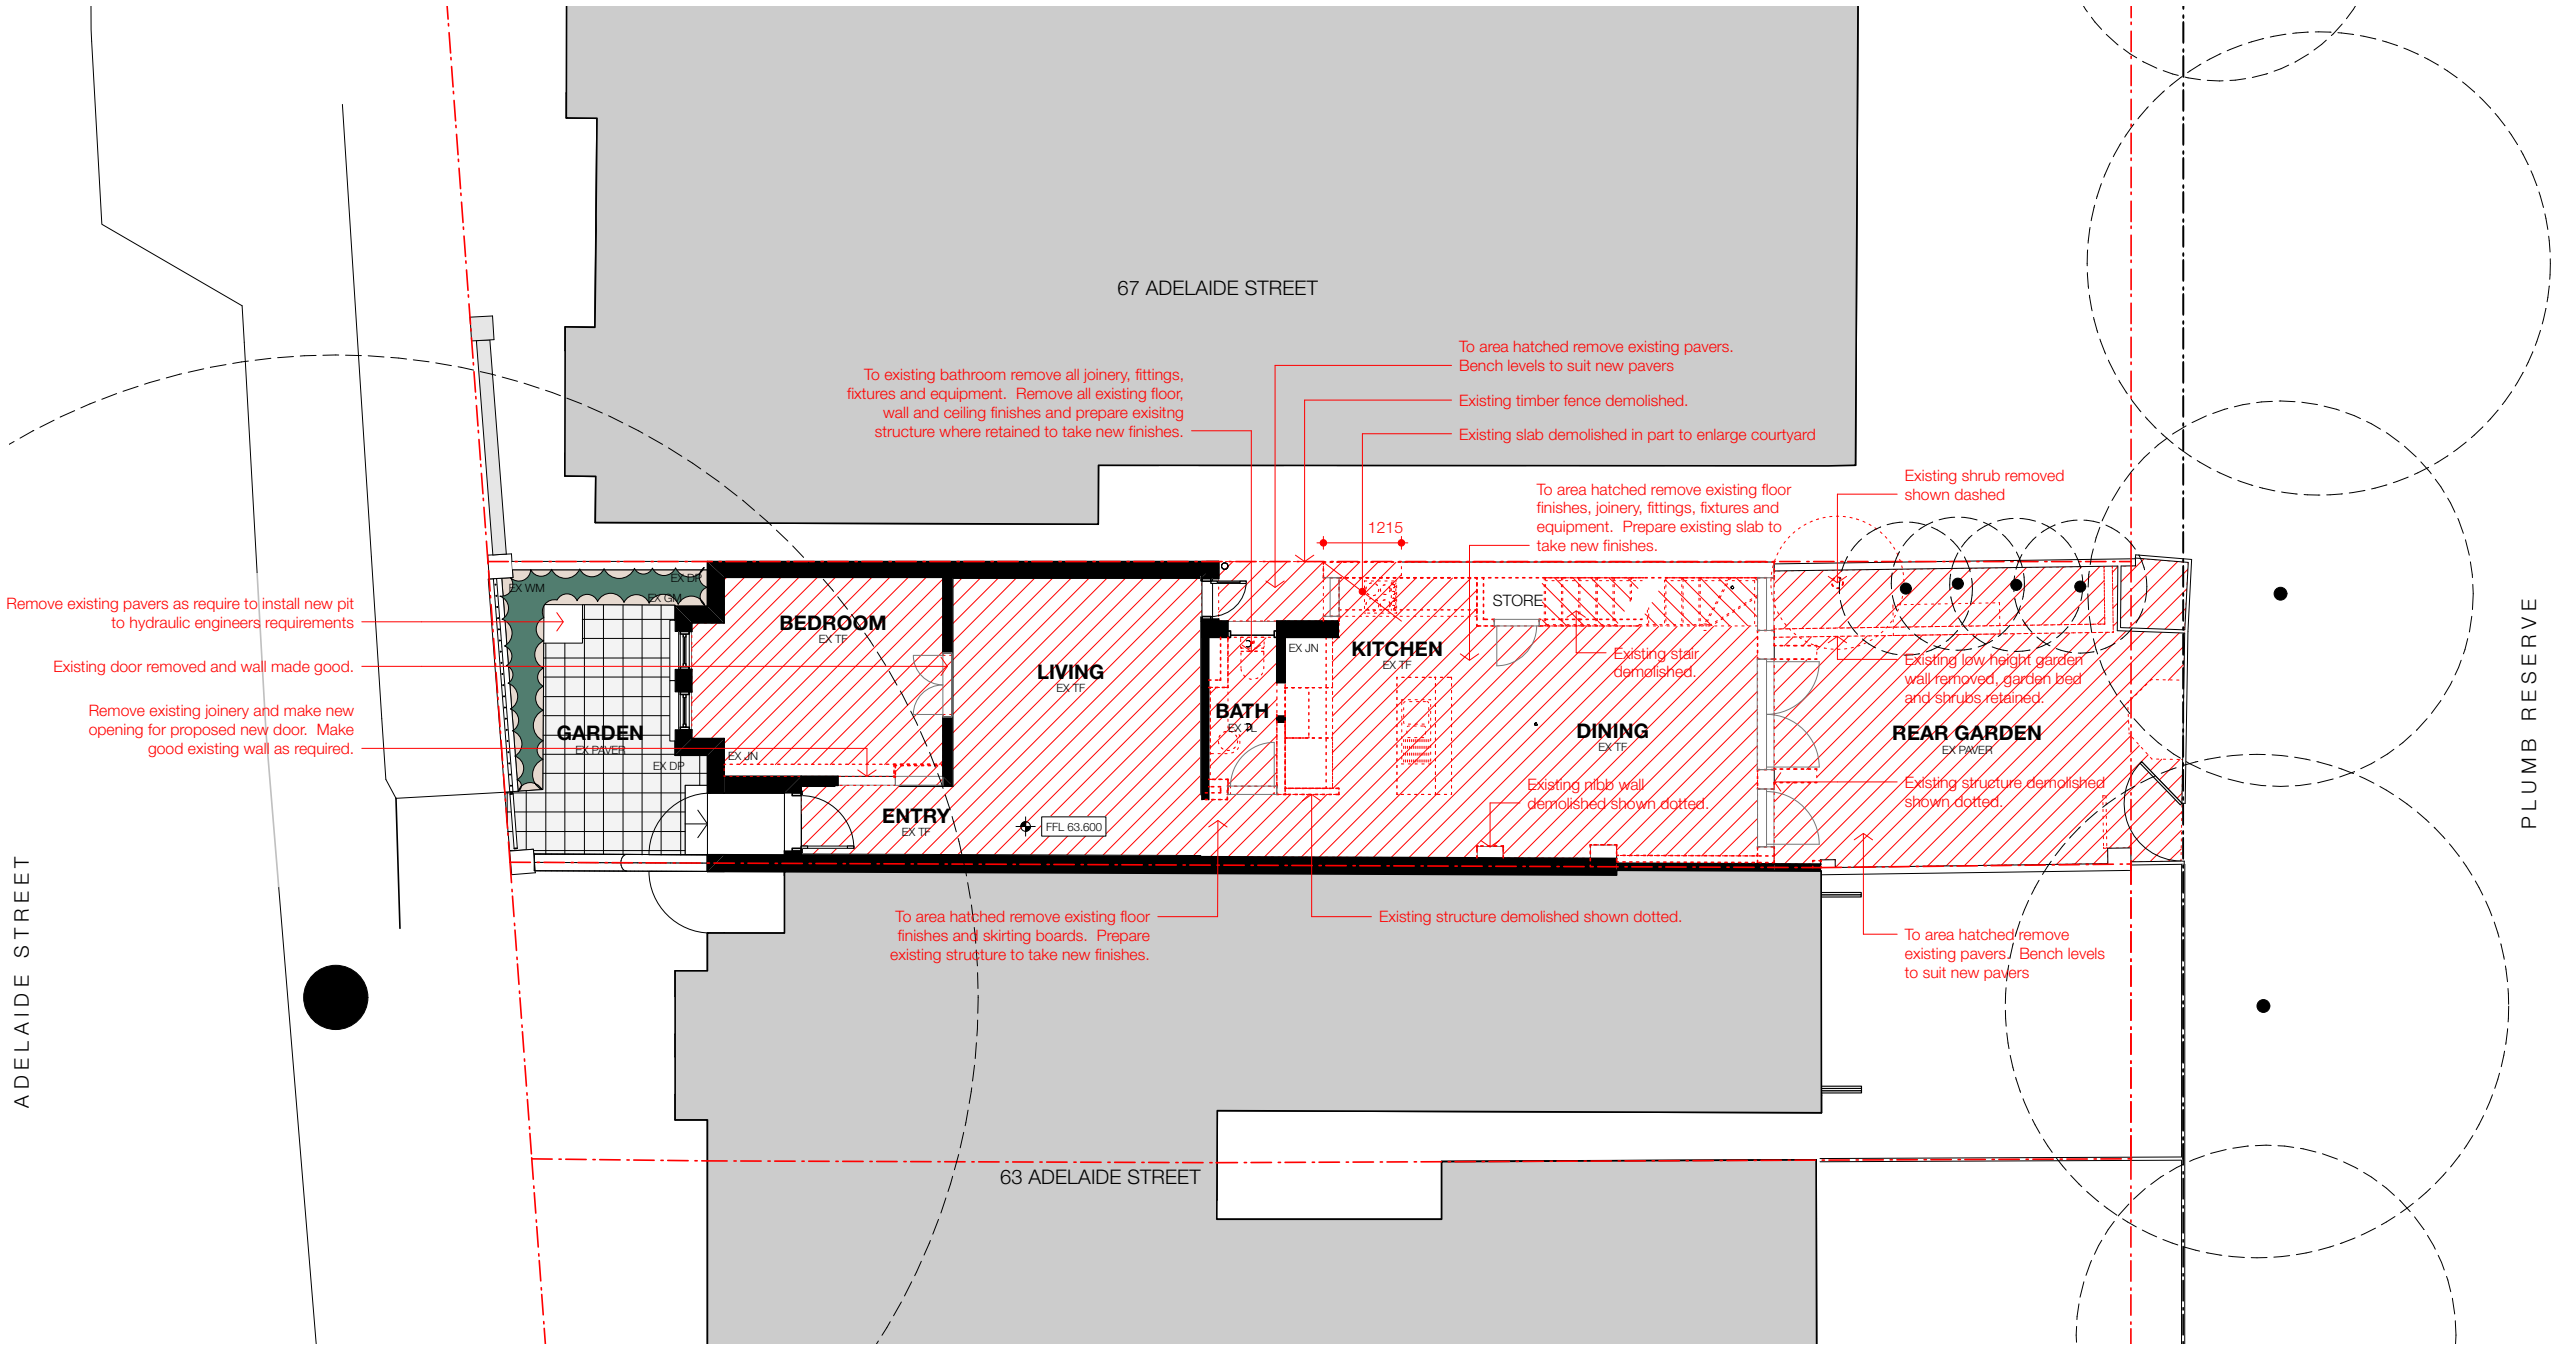 67 ADELAIDE STREET
To existing bathroom remove all joinery, fittings,
fixtures and equipment. Remove all existing floor,
wall and ceiling finishes and prepare exisitng
structure where retained to take new finishes.
To area hatched remove existing pavers.
Bench levels to suit new pavers
Existing timber fence demolished.
Existing slab demolished in part to enlarge courtyard
To area hatched remove existing floor
finishes, joinery, fittings, fixtures and
equipment. Prepare existing slab to
take new finishes.
1215
Existing shrub removed
shown dashed
Remove existing pavers as require to install new pit
to hydraulic engineers requirements
Existing door removed and wall made good.
Remove existing joinery and make new
opening for proposed new door. Make
good existing wall as required.
EX WM
EX DP
EX GM
GARDEN
EX PAVER
EX DP
EX JN
BEDROOM
EX TF
LIVING
EX TF
ENTRY
EX TF
FFL 63.600
BATH
EX TL
EX JN
KITCHEN
EX TF
STORE
Existing stair
demolished.
DINING
EX TF
Existing nibb wall
demolished shown dotted.
Existing low height garden
wall removed, garden bed
and shrubs retained.
REAR GARDEN
EX PAVER
Existing structure demolished
shown dotted.
To area hatched remove existing floor
finishes and skirting boards. Prepare
existing structure to take new finishes.
Existing structure demolished shown dotted.
To area hatched remove
existing pavers. Bench levels
to suit new pavers
63 ADELAIDE STREET
ADELAIDE STREET
PLUMB RESERVE